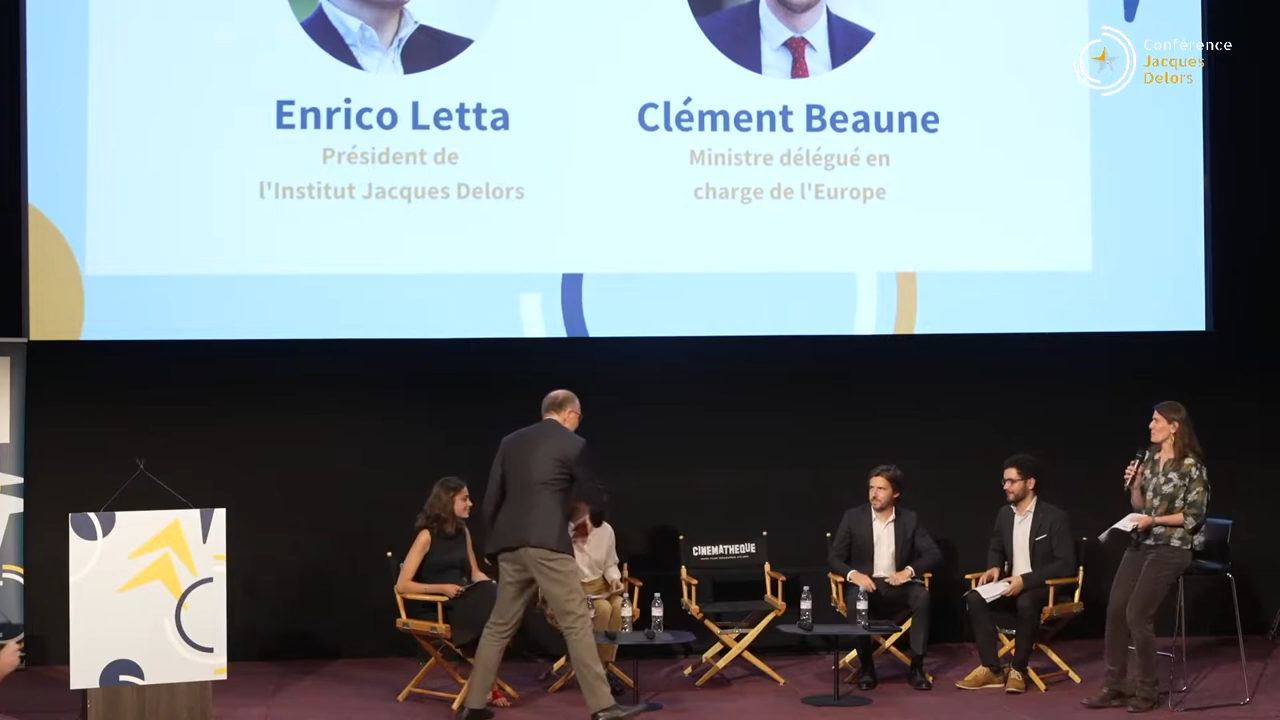 Conférence
Jacques
Delors
Enrico Letta
Président de
l'Institut Jacques Delors
Clément Beaune
Ministre délégué en
charge de l'Europe
CINEMATHEQUE